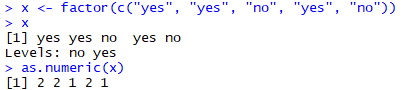 > x <- factor(c("yes", "yes", "no", "yes", "no"))
> x
[1] yes yes no  yes no
Levels: no yes
> as.numeric(x)
[1] 2 2 1 2 1